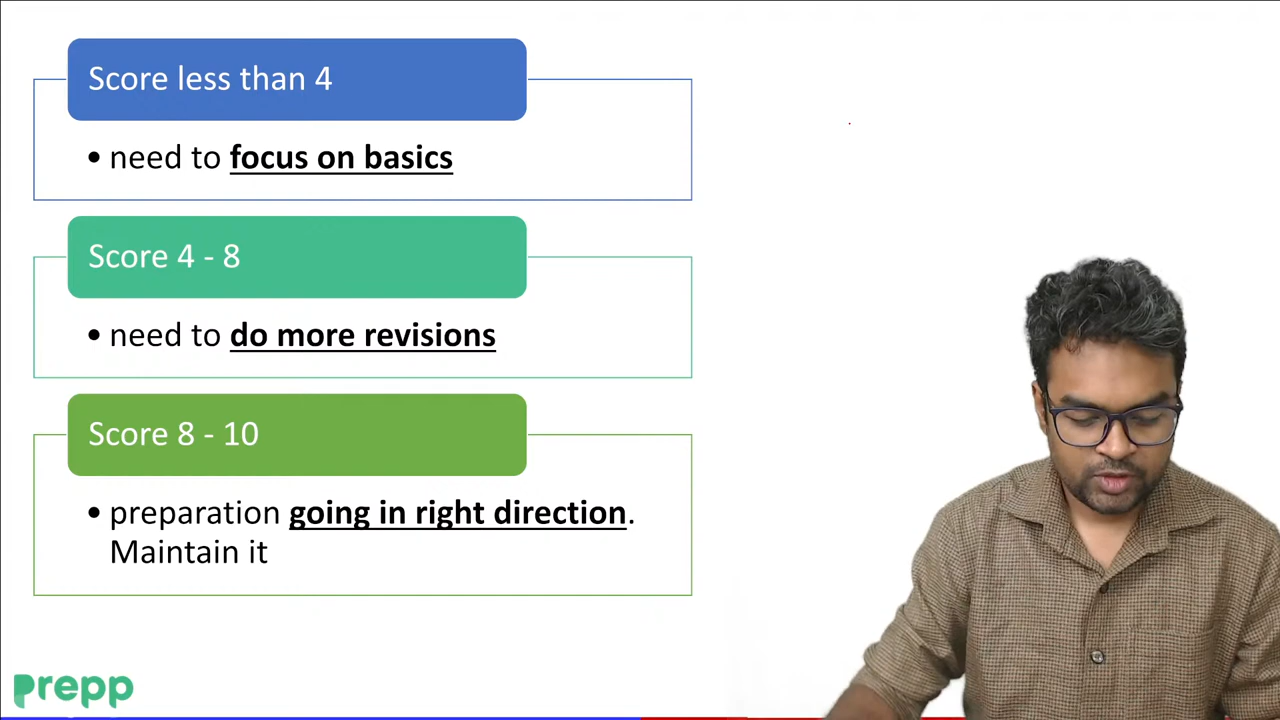 Score less than 4
• need to focus on basics
Score 4 - 8
• need to do more revisions
Score 8 - 10
• preparation going in right direction.
Maintain it
prepp